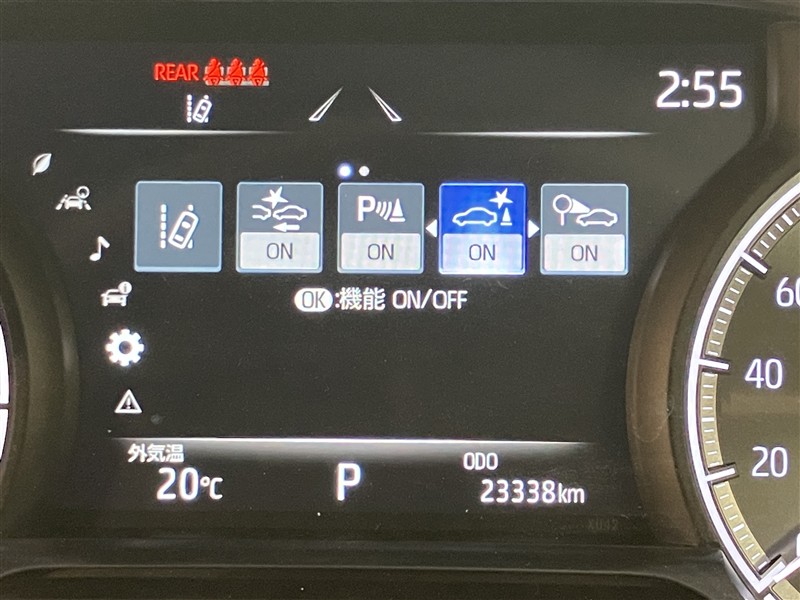 REAR
2:55
P
ON ON ON ON
OK:機能 ON/OFF
60
40
20
外気温
20℃
P
ODO
23338km